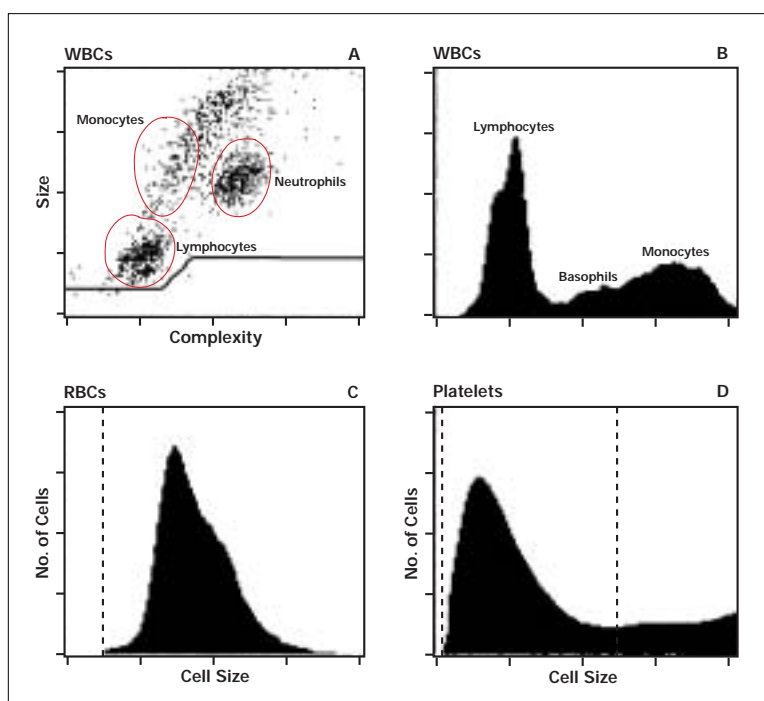 WBCs A
Monocytes
Neutrophils
Lymphocytes
Size
Complexity
WBCs B
Lymphocytes
Basophils
Monocytes
RBCs C
No. of Cells
Cell Size
Platelets D
No. of Cells
Cell Size